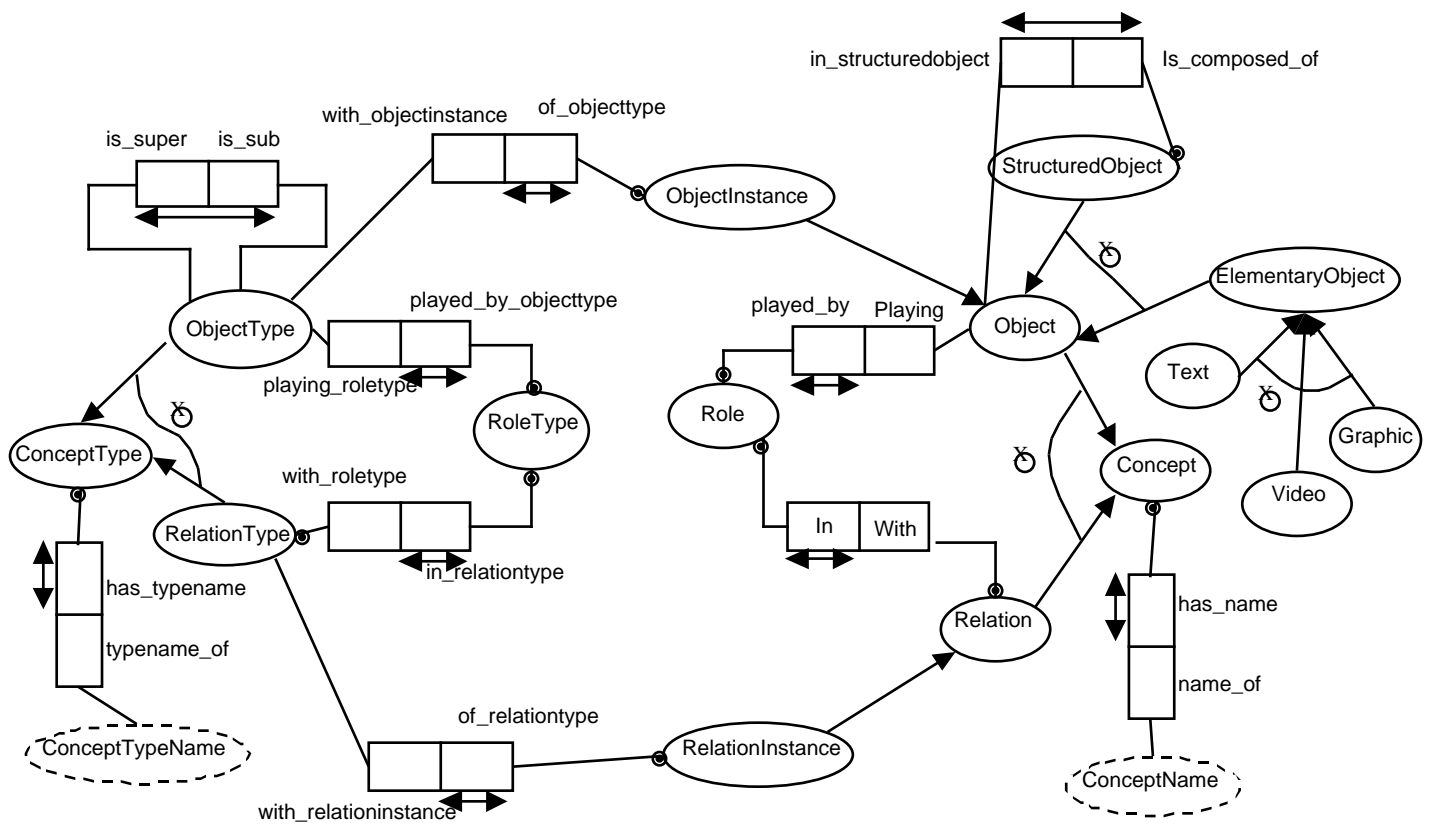 in_structuredobject
Is_composed_of
with_objectinstance
of_objecttype
is_super
is_sub
StructuredObject
ObjectInstance
X
ElementaryObject
played_by_objecttype
played_by
Playing
ObjectType
Object
playing_roletype
Text
X
X
RoleType
Role
Graphic
ConceptType
X
Concept
with_roletype
Video
RelationType
In
With
in_relationtype
has_typename
has_name
Relation
typename_of
name_of
of_relationtype
ConceptTypeName
RelationInstance
ConceptName
with_relationinstance